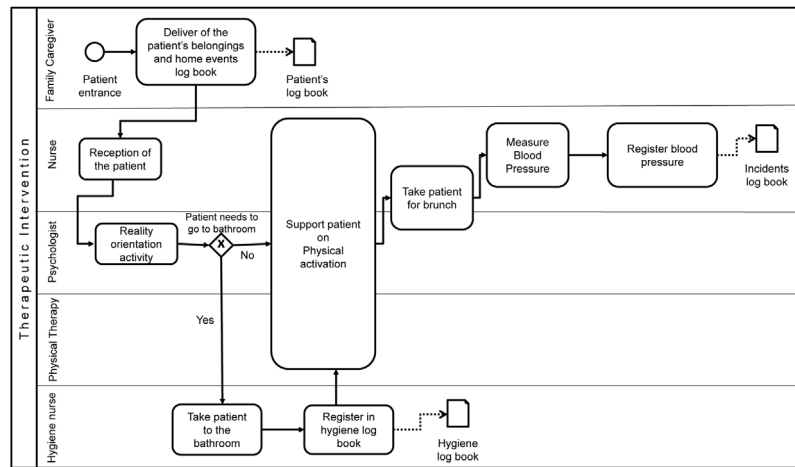 Therapeutic Intervention
Family Caregiver
Patient
entrance
Deliver of the
patient's belongings
and home events
log book
Patient's
log book
Nurse
Reception of
the patient
Take patient
for brunch
Measure
Blood
Pressure
Register blood
pressure
Incidents
log book
Psychologist
Reality
orientation
activity
Patient needs to
go to bathroom
X
No
Yes
Support patient
on
Physical
activation
Physical Therapy
Hygiene nurse
Take patient
to the
bathroom
Register in
hygiene log
book
Hygiene
log book